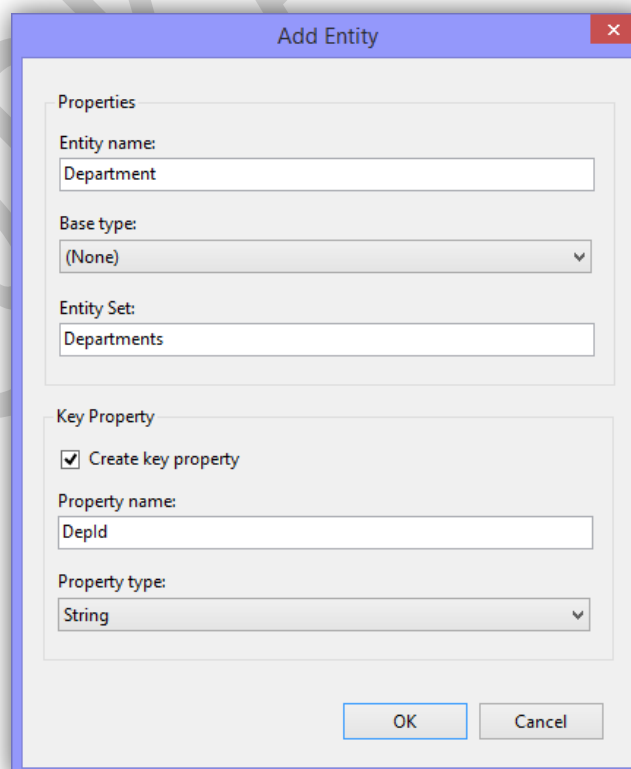 Add Entity
Properties
Entity name:
Department
Base type:
(None)
Entity Set:
Departments
Key Property
Create key property
Property name:
DepId
Property type:
String
OK
Cancel